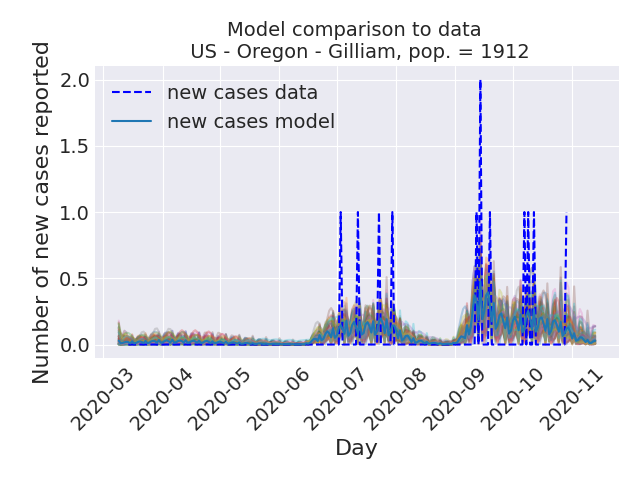 Model comparison to data
US - Oregon - Gilliam, pop. = 1912
Number of new cases reported
2.0
1.5
1.0
0.5
0.0
new cases data
new cases model
2020-03
2020-04
2020-05
2020-06
2020-07
2020-08
2020-09
2020-10
2020-11
Day